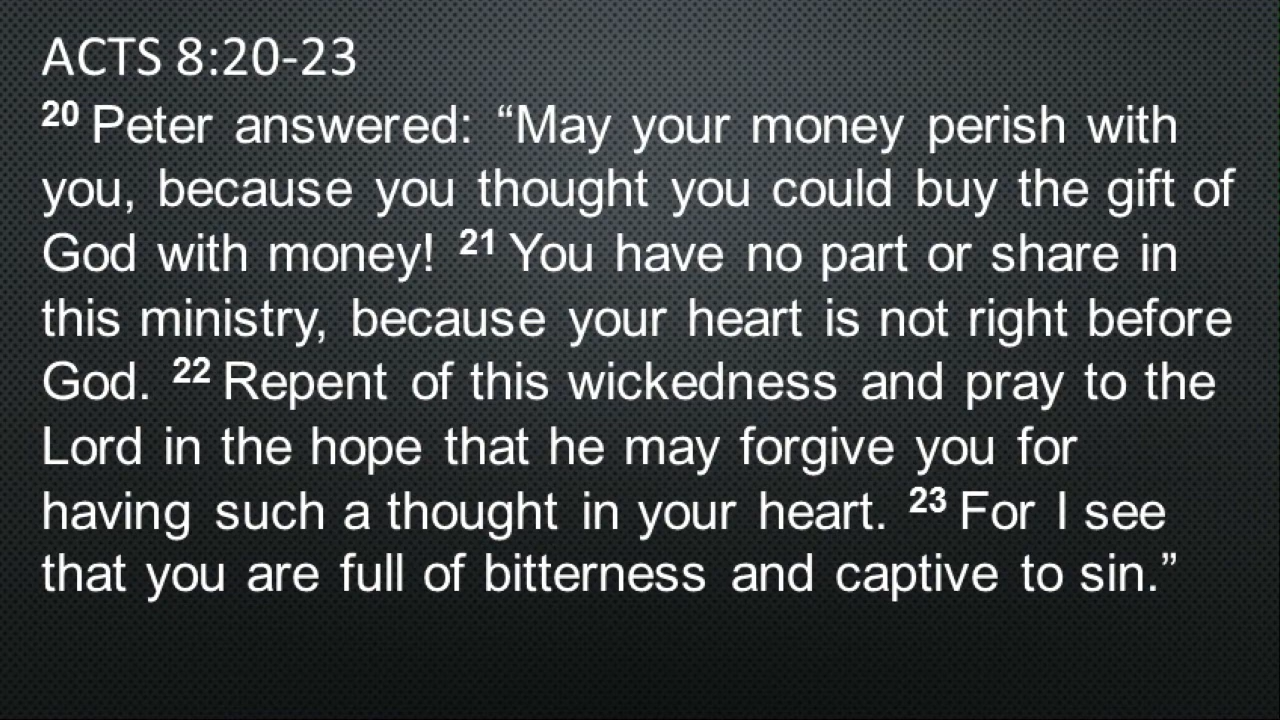 ACTS 8:20-23
20 Peter answered: “May your money perish with
you, because you thought you could buy the gift of
God with money! 21 You have no part or share in
this ministry, because your heart is not right before
God. 22 Repent of this wickedness and pray to the
Lord in the hope that he may forgive you for
having such a thought in your heart. 23 For I see
that you are full of bitterness and captive to sin.”